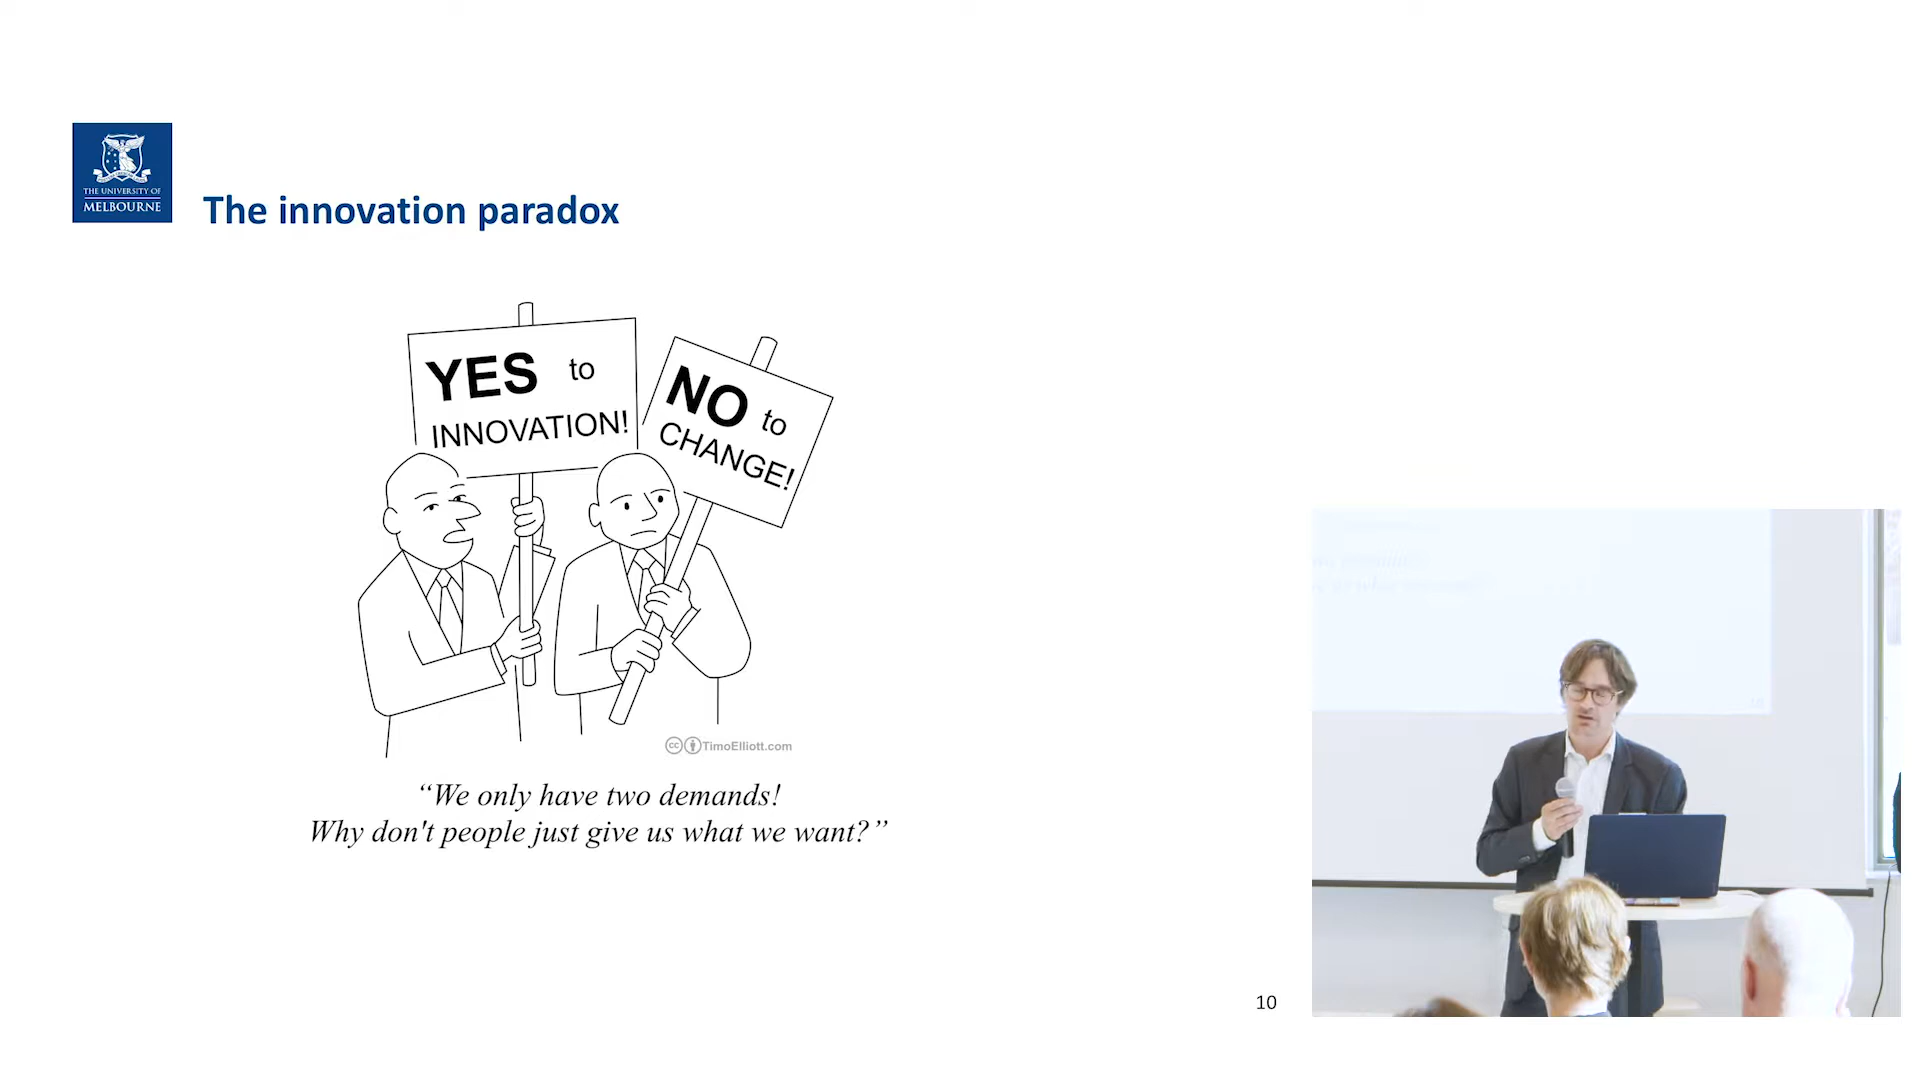 THE UNIVERSITY OF
MELBOURNE
The innovation paradox
YES to
INNOVATION!
NO to
CHANGE!
TimoElliott.com
“We only have two demands!
Why don't people just give us what we want?”
10